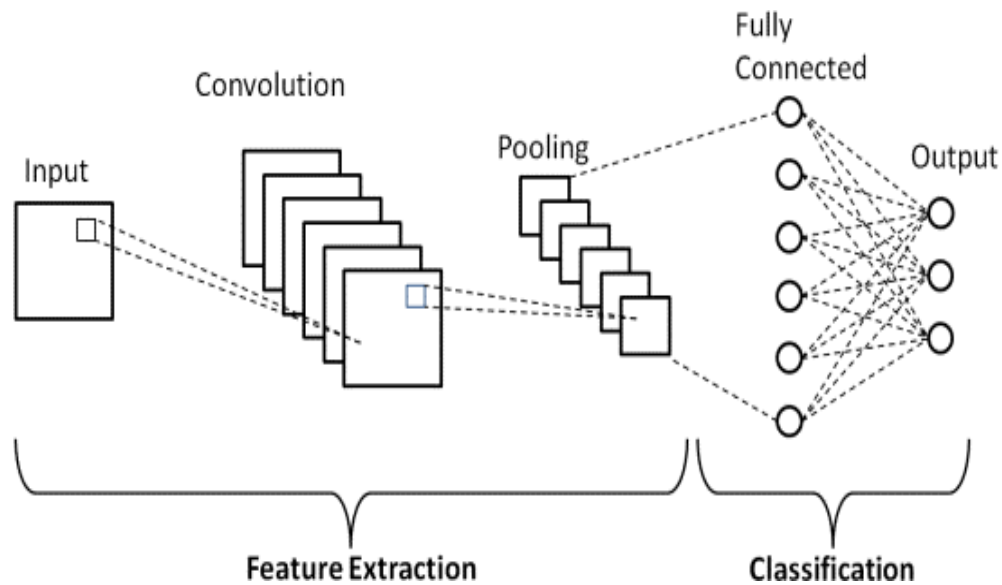 Fully
Connected
Convolution
Pooling
Output
Input
Feature Extraction
Classification